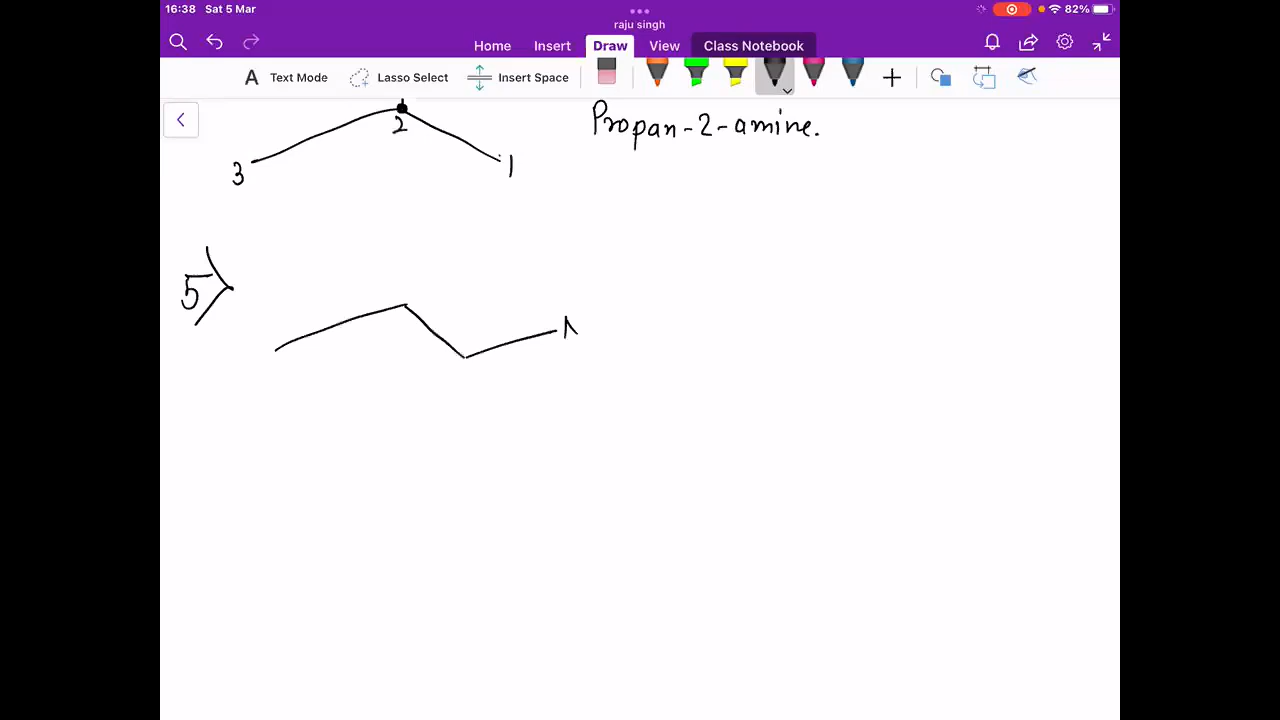 16:38 Sat 5 Mar
82%
raju singh
Home Insert Draw View Class Notebook
A Text Mode Lasso Select Insert Space
2
Propan-2-amine.
3
1
5